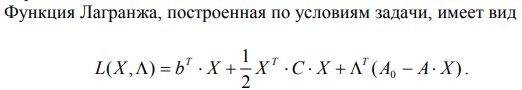 Функция Лагранжа, построенная по условиям задачи, имеет вид
L(X,Λ) = b^T · X + 1/2 X^T · C · X + Λ^T (A_0 − A · X).